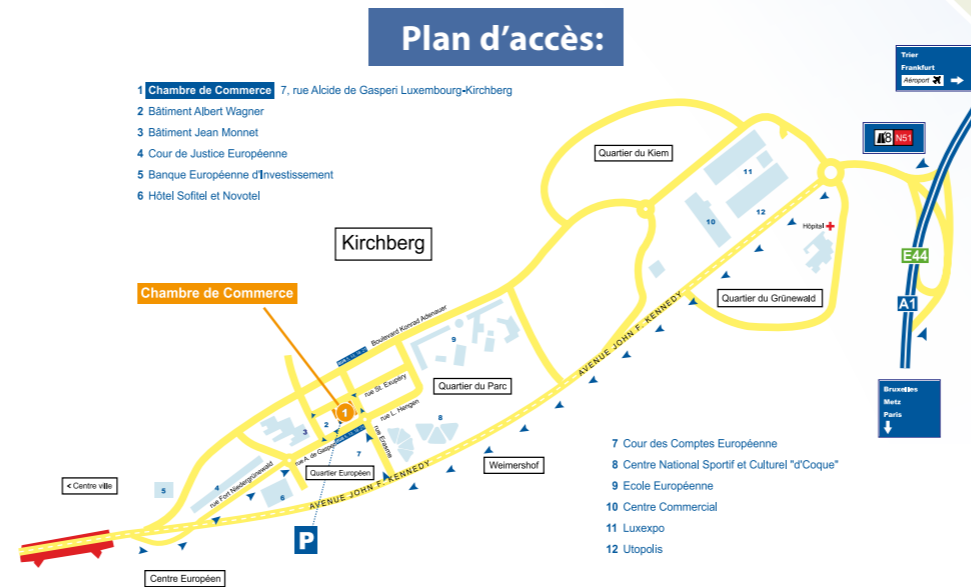 Plan d'accès:
1 Chambre de Commerce 7, rue Alcide de Gasperi Luxembourg-Kirchberg
2 Bâtiment Albert Wagner
3 Bâtiment Jean Monnet
4 Cour de Justice Européenne
5 Banque Européenne d'Investissement
6 Hôtel Sofitel et Novotel
Trier
Frankfurt
Aéroport
8 N51
Quartier du Kiem
11
12
10
Hôpital
Kirchberg
E44
Chambre de Commerce
Quartier du Grünewald
A1
Boulevard Konrad Adenauer
AVENUE JOHN F. KENNEDY
9
rue St. Exupéry
Quartier du Parc
Bruxelles
Metz
Paris
1
rue L. Hengen
2
3
8
rue A. de Gasperi
rue Erasme
7
Quartier Européen
Weimershof
7 Cour des Comptes Européenne
8 Centre National Sportif et Culturel "d'Coque"
9 Ecole Européenne
10 Centre Commercial
11 Luxexpo
12 Utopolis
< Centre ville
5
4
6
rue Fort Niedergrünewald
AVENUE JOHN F. KENNEDY
P
Centre Européen